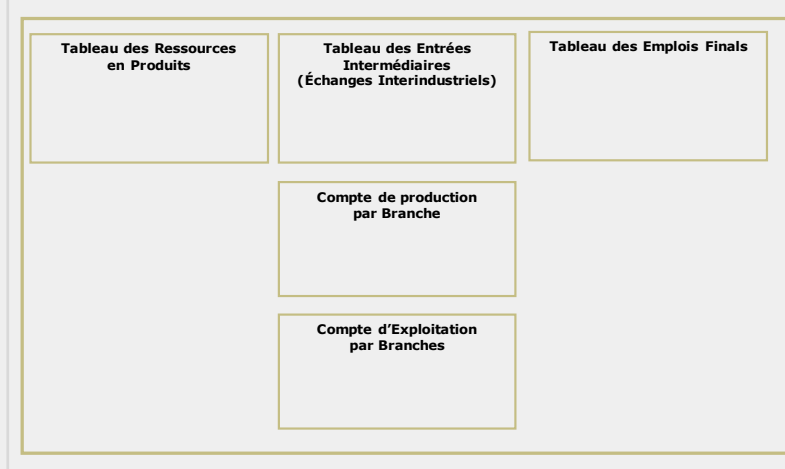 Tableau des Ressources
en Produits
Tableau des Entrées
Intermédiaires
(Échanges Interindustriels)
Tableau des Emplois Finals
Compte de production
par Branche
Compte d’Exploitation
par Branches